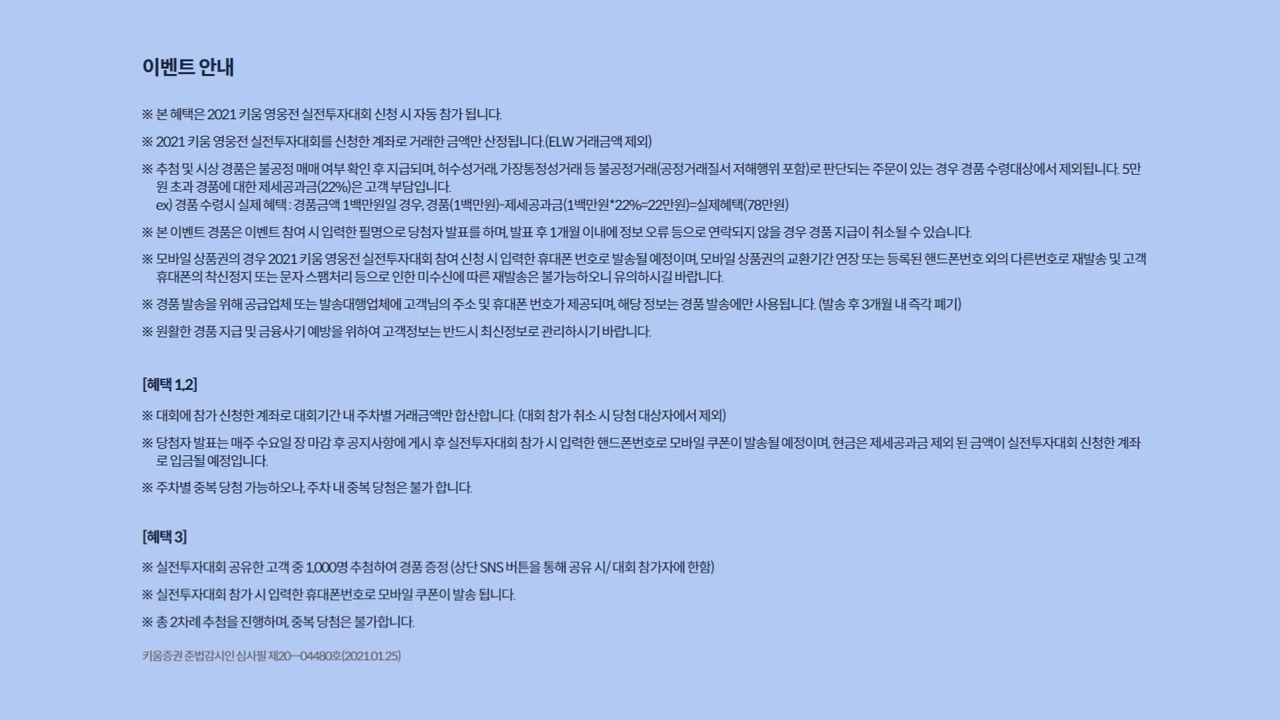 이벤트 안내
※ 본 혜택은 2021 키움 영웅전 실전투자대회 신청 시 자동 참가 됩니다.
※ 2021 키움 영웅전 실전투자대회를 신청한 계좌로 거래한 금액만 산정됩니다.(ELW 거래금액 제외)
※ 추첨 및 시상 경품은 불공정 매매 여부 확인 후 지급되며, 허수성거래, 가장통정성거래 등 불공정거래(공정거래질서 저해행위 포함)로 판단되는 주문이 있는 경우 경품 수령대상에서 제외됩니다. 5만
원 초과 경품에 대한 제세공과금(22%)은 고객 부담입니다.
ex) 경품 수령시 실제 혜택 : 경품금액 1백만원일 경우, 경품(1백만원)-제세공과금(1백만원*22%=22만원)=실제혜택(78만원)
※ 본 이벤트 경품은 이벤트 참여 시 입력한 필명으로 당첨자 발표를 하며, 발표 후 1개월 이내에 정보 오류 등으로 연락되지 않을 경우 경품 지급이 취소될 수 있습니다.
※ 모바일 상품권의 경우 2021 키움 영웅전 실전투자대회 참여 신청 시 입력한 휴대폰 번호로 발송될 예정이며, 모바일 상품권의 교환기간 연장 또는 등록된 핸드폰번호 외의 다른번호로 재발송 및 고객
휴대폰의 착신정지 또는 문자 스팸처리 등으로 인한 미수신에 따른 재발송은 불가능하오니 유의하시길 바랍니다.
※ 경품 발송을 위해 공급업체 또는 발송대행업체에 고객님의 주소 및 휴대폰 번호가 제공되며, 해당 정보는 경품 발송에만 사용됩니다. (발송 후 3개월 내 즉각 폐기)
※ 원활한 경품 지급 및 금융사기 예방을 위하여 고객정보는 반드시 최신정보로 관리하시기 바랍니다.
[혜택 1,2]
※ 대회에 참가 신청한 계좌로 대회기간 내 주차별 거래금액만 합산합니다. (대회 참가 취소 시 당첨 대상자에서 제외)
※ 당첨자 발표는 매주 수요일 장 마감 후 공지사항에 게시 후 실전투자대회 참가 시 입력한 핸드폰번호로 모바일 쿠폰이 발송될 예정이며, 현금은 제세공과금 제외 된 금액이 실전투자대회 신청한 계좌
로 입금될 예정입니다.
※ 주차별 중복 당첨 가능하오나, 주차 내 중복 당첨은 불가 합니다.
[혜택 3]
※ 실전투자대회 공유한 고객 중 1,000명 추첨하여 경품 증정 (상단 SNS 버튼을 통해 공유 시/ 대회 참가자에 한함)
※ 실전투자대회 참가 시 입력한 휴대폰번호로 모바일 쿠폰이 발송 됩니다.
※ 총 2차례 추첨을 진행하며, 중복 당첨은 불가합니다.
키움증권 준법감시인 심사필 제20—04480호(2021.01.25)